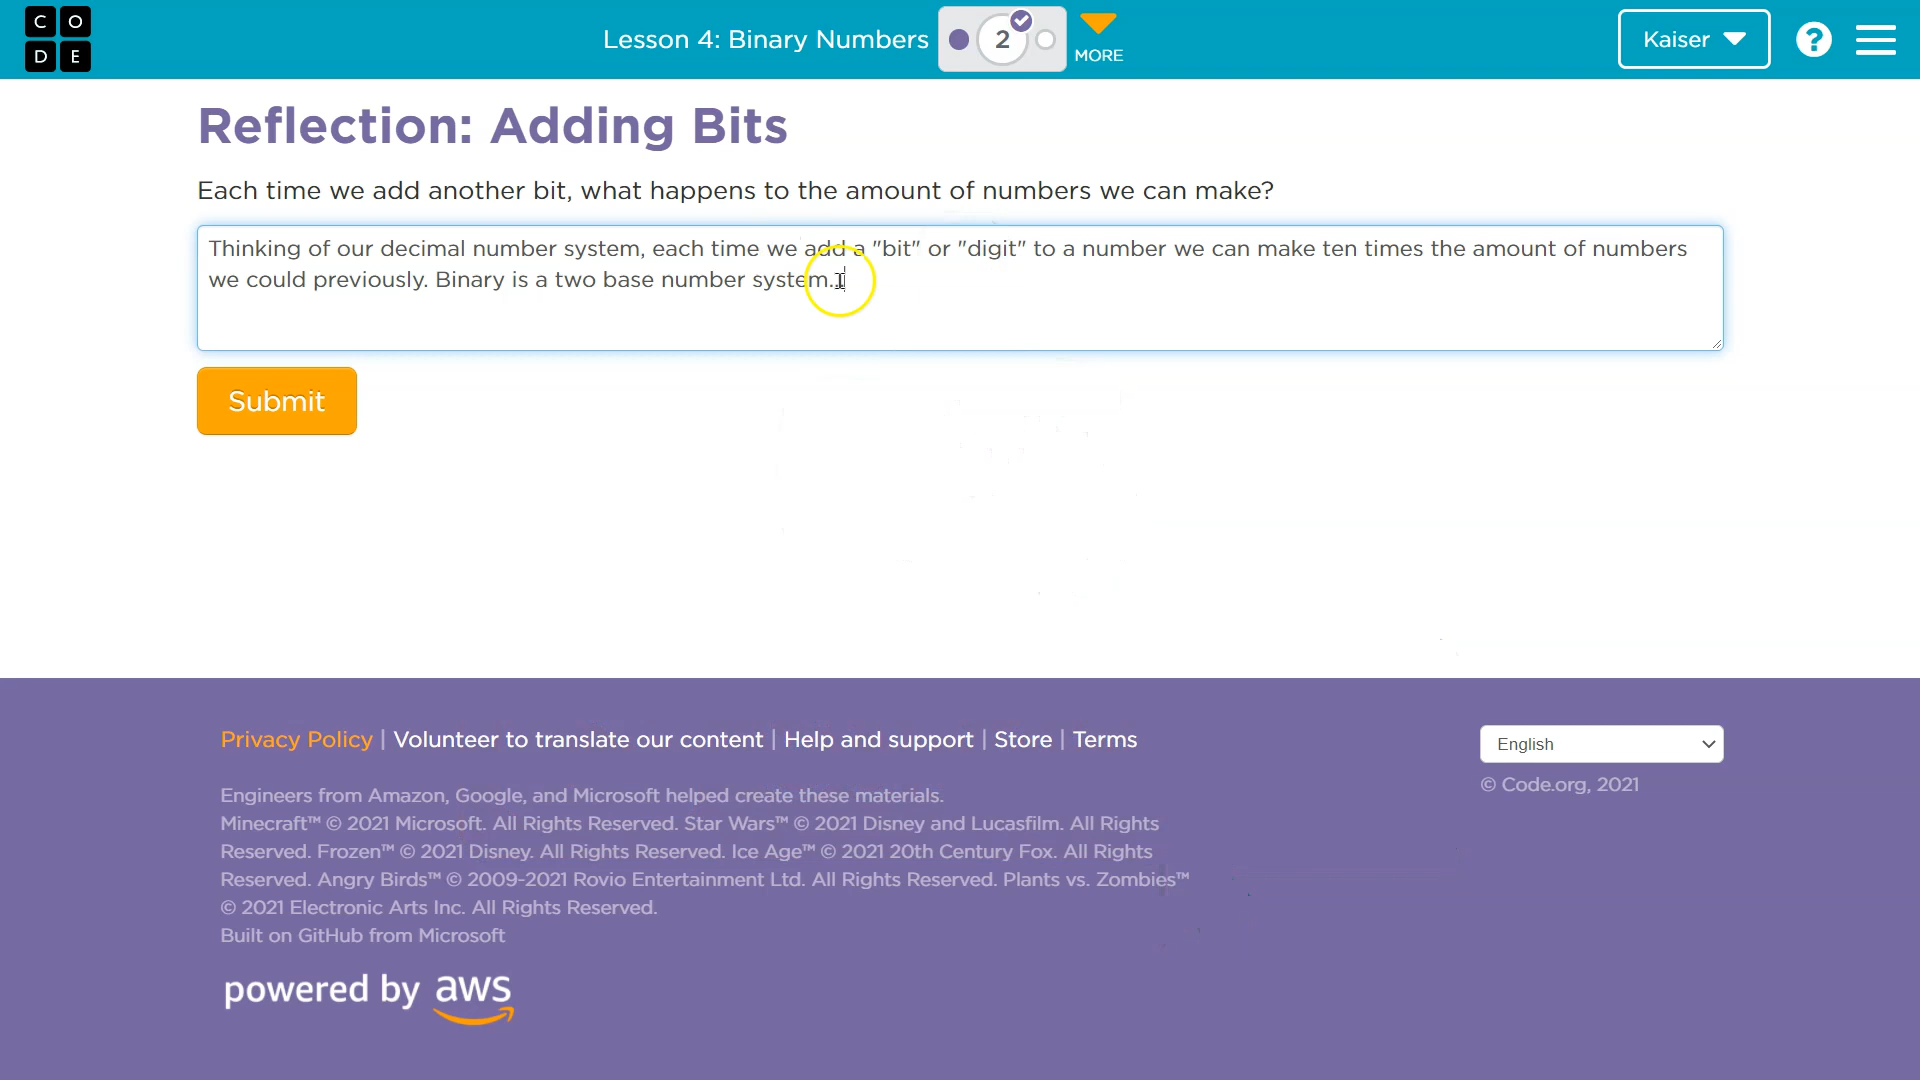 C O
D E
Lesson 4: Binary Numbers
2
MORE
Kaiser
?
Reflection: Adding Bits
Each time we add another bit, what happens to the amount of numbers we can make?
Thinking of our decimal number system, each time we add a "bit" or "digit" to a number we can make ten times the amount of numbers
we could previously. Binary is a two base number system.
Submit
Privacy Policy | Volunteer to translate our content | Help and support | Store | Terms
English
© Code.org, 2021
Engineers from Amazon, Google, and Microsoft helped create these materials.
Minecraft™ © 2021 Microsoft. All Rights Reserved. Star Wars™ © 2021 Disney and Lucasfilm. All Rights
Reserved. Frozen™ © 2021 Disney. All Rights Reserved. Ice Age™ © 2021 20th Century Fox. All Rights
Reserved. Angry Birds™ © 2009-2021 Rovio Entertainment Ltd. All Rights Reserved. Plants vs. Zombies™
© 2021 Electronic Arts Inc. All Rights Reserved.
Built on GitHub from Microsoft
powered by aws